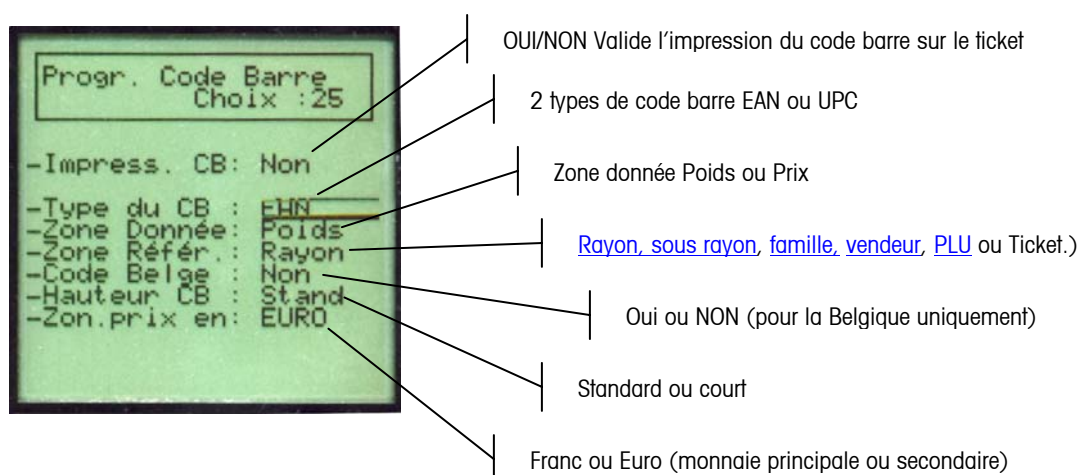 Progr. Code Barre
Choix :25
-Impress. CB: Non
-Type du CB : EAN
-Zone Donnée: Poids
-Zone Référ.: Rayon
-Code Belge : Non
-Hauteur CB : Stand
-Zon.prix en: EURO
OUI/NON Valide l'impression du code barre sur le ticket
2 types de code barre EAN ou UPC
Zone donnée Poids ou Prix
Rayon, sous rayon, famille, vendeur, PLU ou Ticket.)
Oui ou NON (pour la Belgique uniquement)
Standard ou court
Franc ou Euro (monnaie principale ou secondaire)